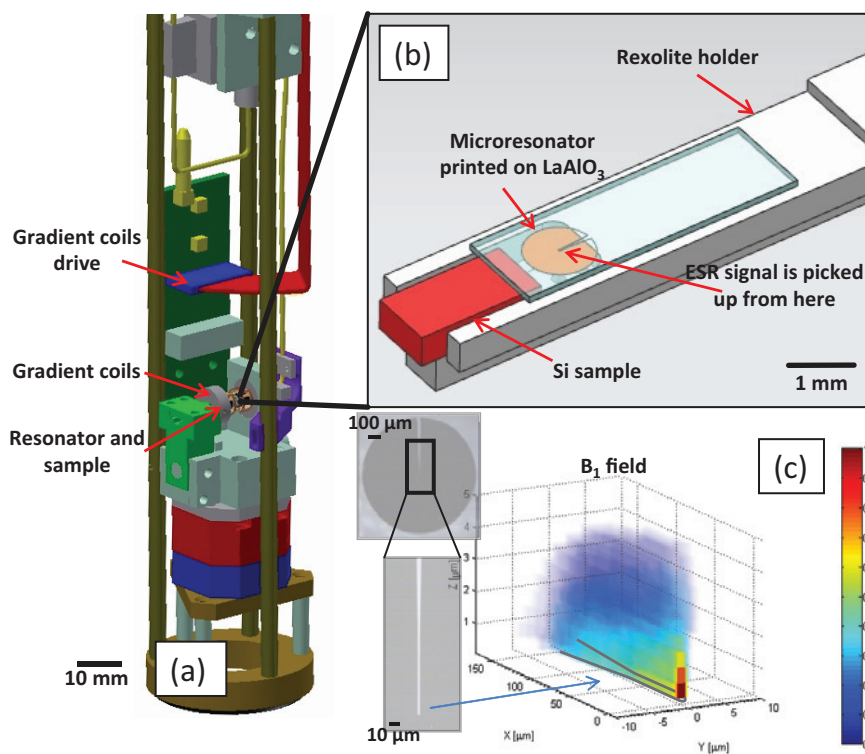 (b)
Rexolite holder
Microresonator
printed on LaAlO₃
ESR signal is picked
up from here
Si sample
1 mm
Gradient coils
drive
Gradient coils
Resonator and
sample
10 mm
(a)
100 µm
10 µm
B₁ field
(c)
5
4
3
2
1
Z [µm]
150
100
50
0
X [µm]
-10
-5
0
5
10
Y [µm]